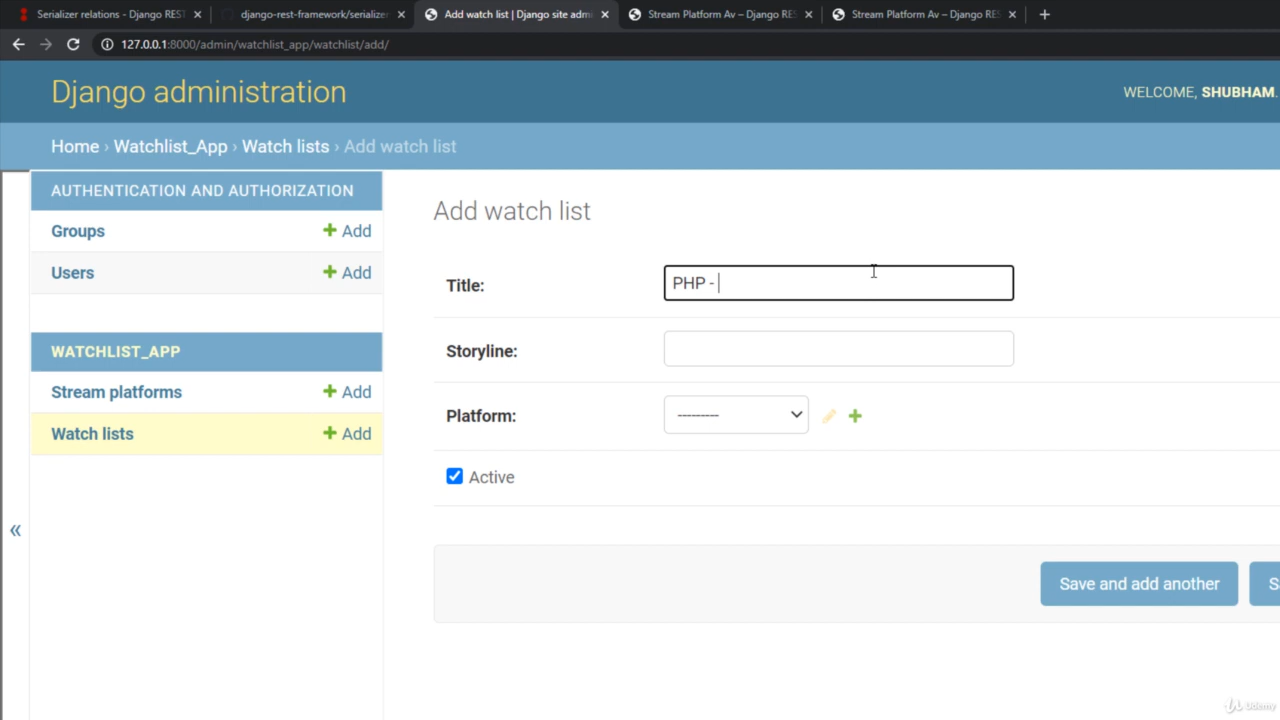 Serializer relations - Django REST
django-rest-framework/serializer
Add watch list | Django site admi
Stream Platform Av – Django RES
Stream Platform Av – Django RES
127.0.0.1:8000/admin/watchlist_app/watchlist/add/
Django administration
WELCOME, SHUBHAM.
Home › Watchlist_App › Watch lists › Add watch list
AUTHENTICATION AND AUTHORIZATION
Groups + Add
Users + Add
WATCHLIST_APP
Stream platforms + Add
Watch lists + Add
«
Add watch list
Title: PHP -
Storyline:
Platform: ---------
Active
Save and add another
S
Udemy